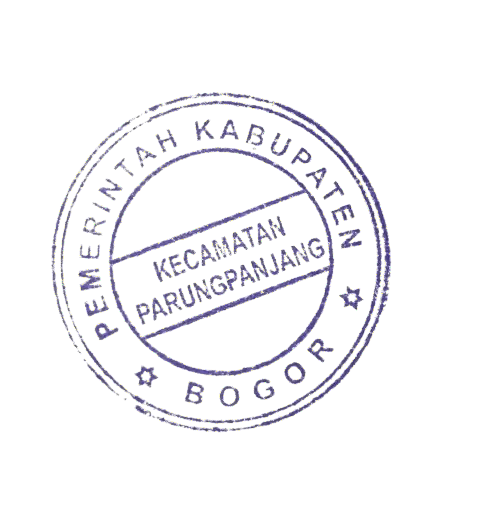 PEMERINTAH KABUPATEN
KECAMATAN
PARUNGPANJANG
BOGOR